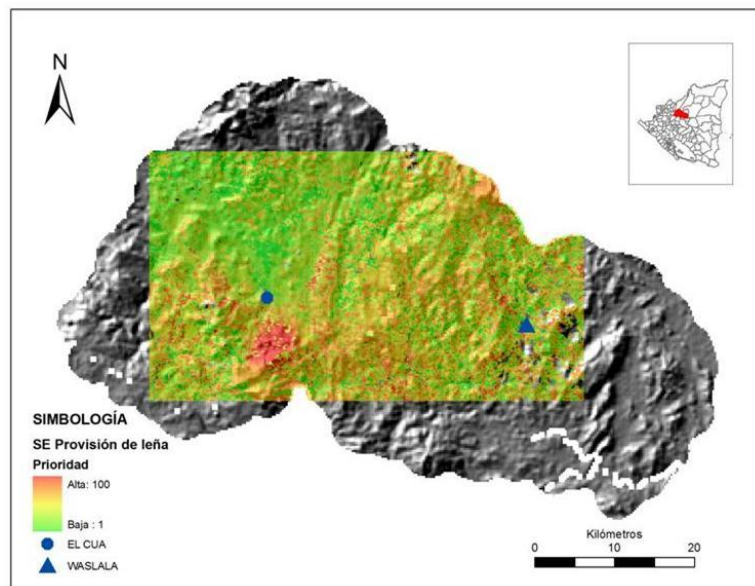 N
SIMBOLOGÍA
SE Provisión de leña
Prioridad
Alta: 100
Baja : 1
EL CUA
WASLALA
Kilómetros
0 10 20